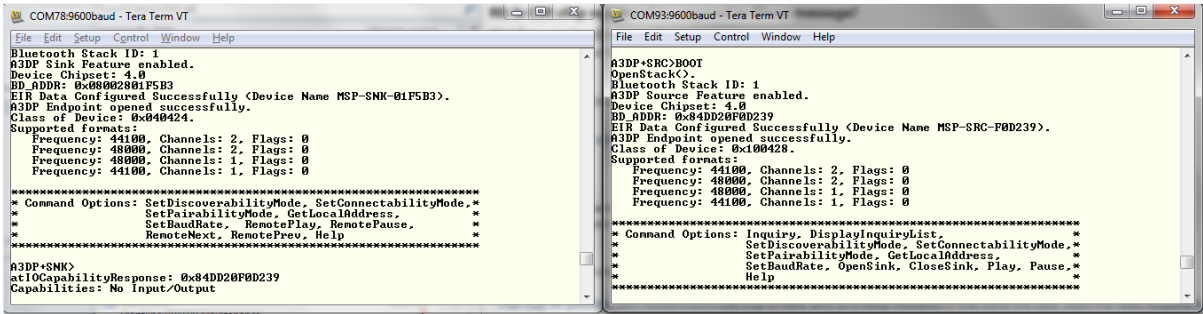 COM78:9600baud - Tera Term VT
File Edit Setup Control Window Help
Bluetooth Stack ID: 1
A3DP Sink Feature enabled.
Device Chipset: 4.0
BD_ADDR: 0x08002801F5B3
EIR Data Configured Successfully (Device Name MSP-SNK-01F5B3).
A3DP Endpoint opened successfully.
Class of Device: 0x040424.
Supported formats:
Frequency: 44100, Channels: 2, Flags: 0
Frequency: 48000, Channels: 2, Flags: 0
Frequency: 48000, Channels: 1, Flags: 0
Frequency: 44100, Channels: 1, Flags: 0
******************************************************************
* Command Options: SetDiscoverabilityMode, SetConnectabilityMode,*
* SetPairabilityMode, GetLocalAddress, *
* SetBaudRate, RemotePlay, RemotePause, *
* RemoteNext, RemotePrev, Help *
******************************************************************
A3DP+SNK>
atIOCapabilityResponse: 0x84DD20F0D239
Capabilities: No Input/Output
COM93:9600baud - Tera Term VT
File Edit Setup Control Window Help
A3DP+SRC>BOOT
OpenStack().
Bluetooth Stack ID: 1
A3DP Source Feature enabled.
Device Chipset: 4.0
BD_ADDR: 0x84DD20F0D239
EIR Data Configured Successfully (Device Name MSP-SRC-F0D239).
A3DP Endpoint opened successfully.
Class of Device: 0x100428.
Supported formats:
Frequency: 44100, Channels: 2, Flags: 0
Frequency: 48000, Channels: 2, Flags: 0
Frequency: 48000, Channels: 1, Flags: 0
Frequency: 44100, Channels: 1, Flags: 0
******************************************************************
* Command Options: Inquiry, DisplayInquiryList, *
* SetDiscoverabilityMode, SetConnectabilityMode,*
* SetPairabilityMode, GetLocalAddress, *
* SetBaudRate, OpenSink, CloseSink, Play, Pause,*
* Help *
******************************************************************